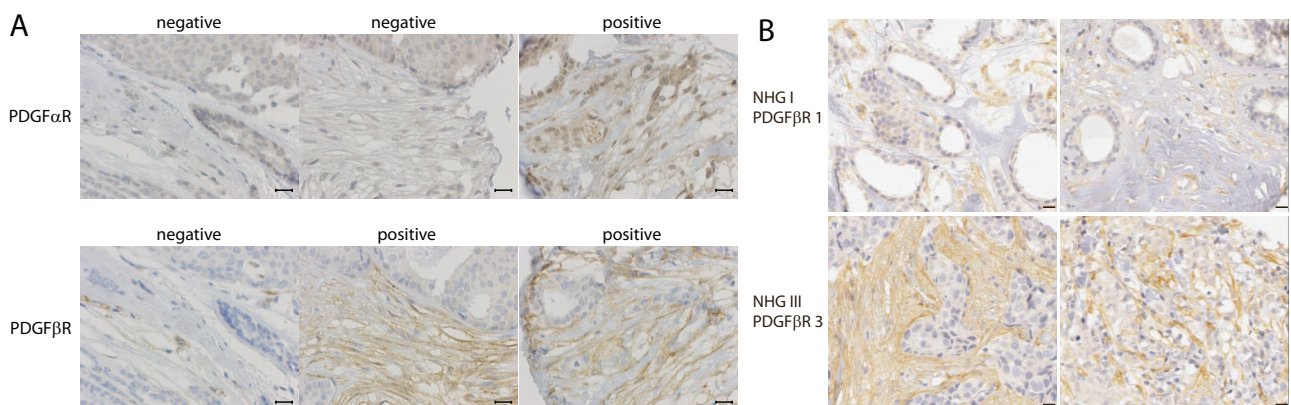 A
negative negative positive
PDGFαR
negative positive positive
PDGFβR
B
NHG I
PDGFβR 1
NHG III
PDGFβR 3